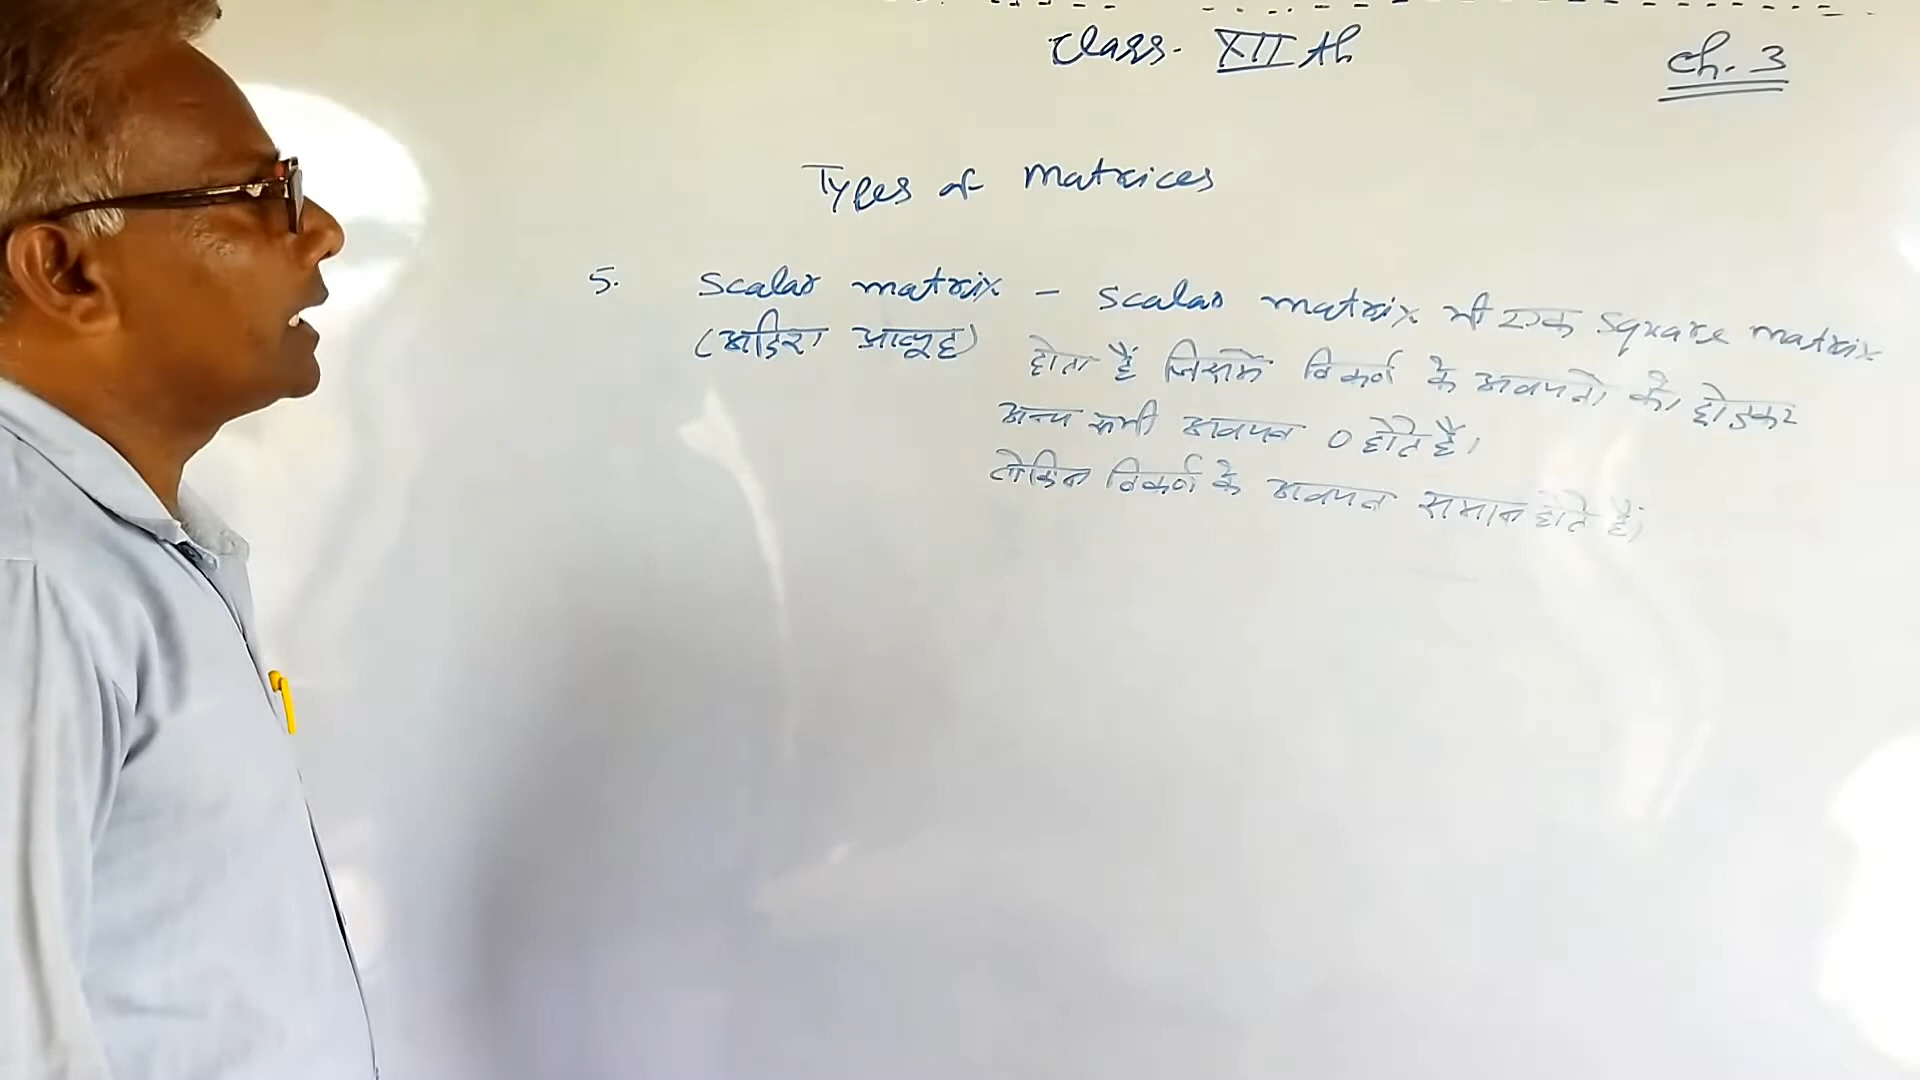 Class- XII th
Ch. 3
Types of Matrices
5. Scalar matrix - Scalar matrix भी एक Square matrix
(अदिश आव्यूह) होता है जिसमें विकर्ण के अवयवों को छोडकर
अन्य सभी अवयव 0 होते है।
लेकिन विकर्ण के अवयव समान होते हैं।